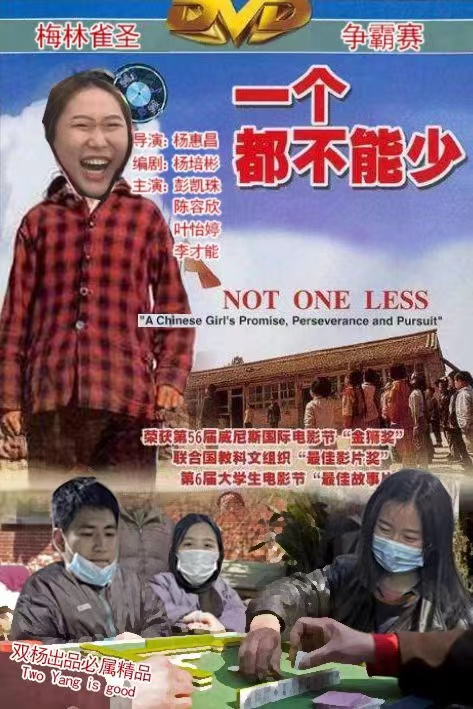 DVD
梅林雀圣 争霸赛
一个
都不能少
导演：杨惠昌
编剧：杨培彬
主演：彭凯珠
陈容欣
叶怡婷
李才能
NOT ONE LESS
"A Chinese Girl's Promise, Perseverance and Pursuit"
荣获第56届威尼斯国际电影节“金狮奖”
联合国教科文组织“最佳影片奖”
第6届大学生电影节“最佳故事
双杨出品必属精品
Two Yang is good